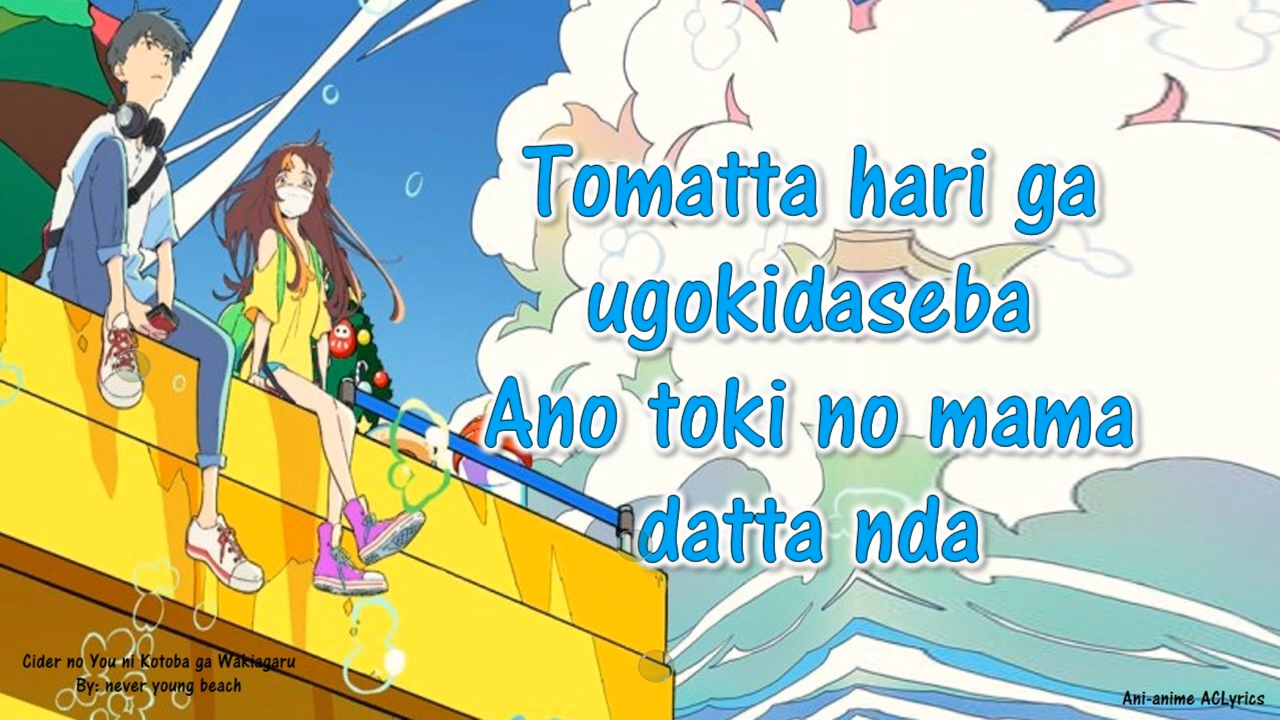 Tomatta hari ga
ugokidaseba
Ano toki no mama
datta nda
Cider no You ni Kotoba ga Wakiagaru
By: never young beach
Ani-anime ACLyrics